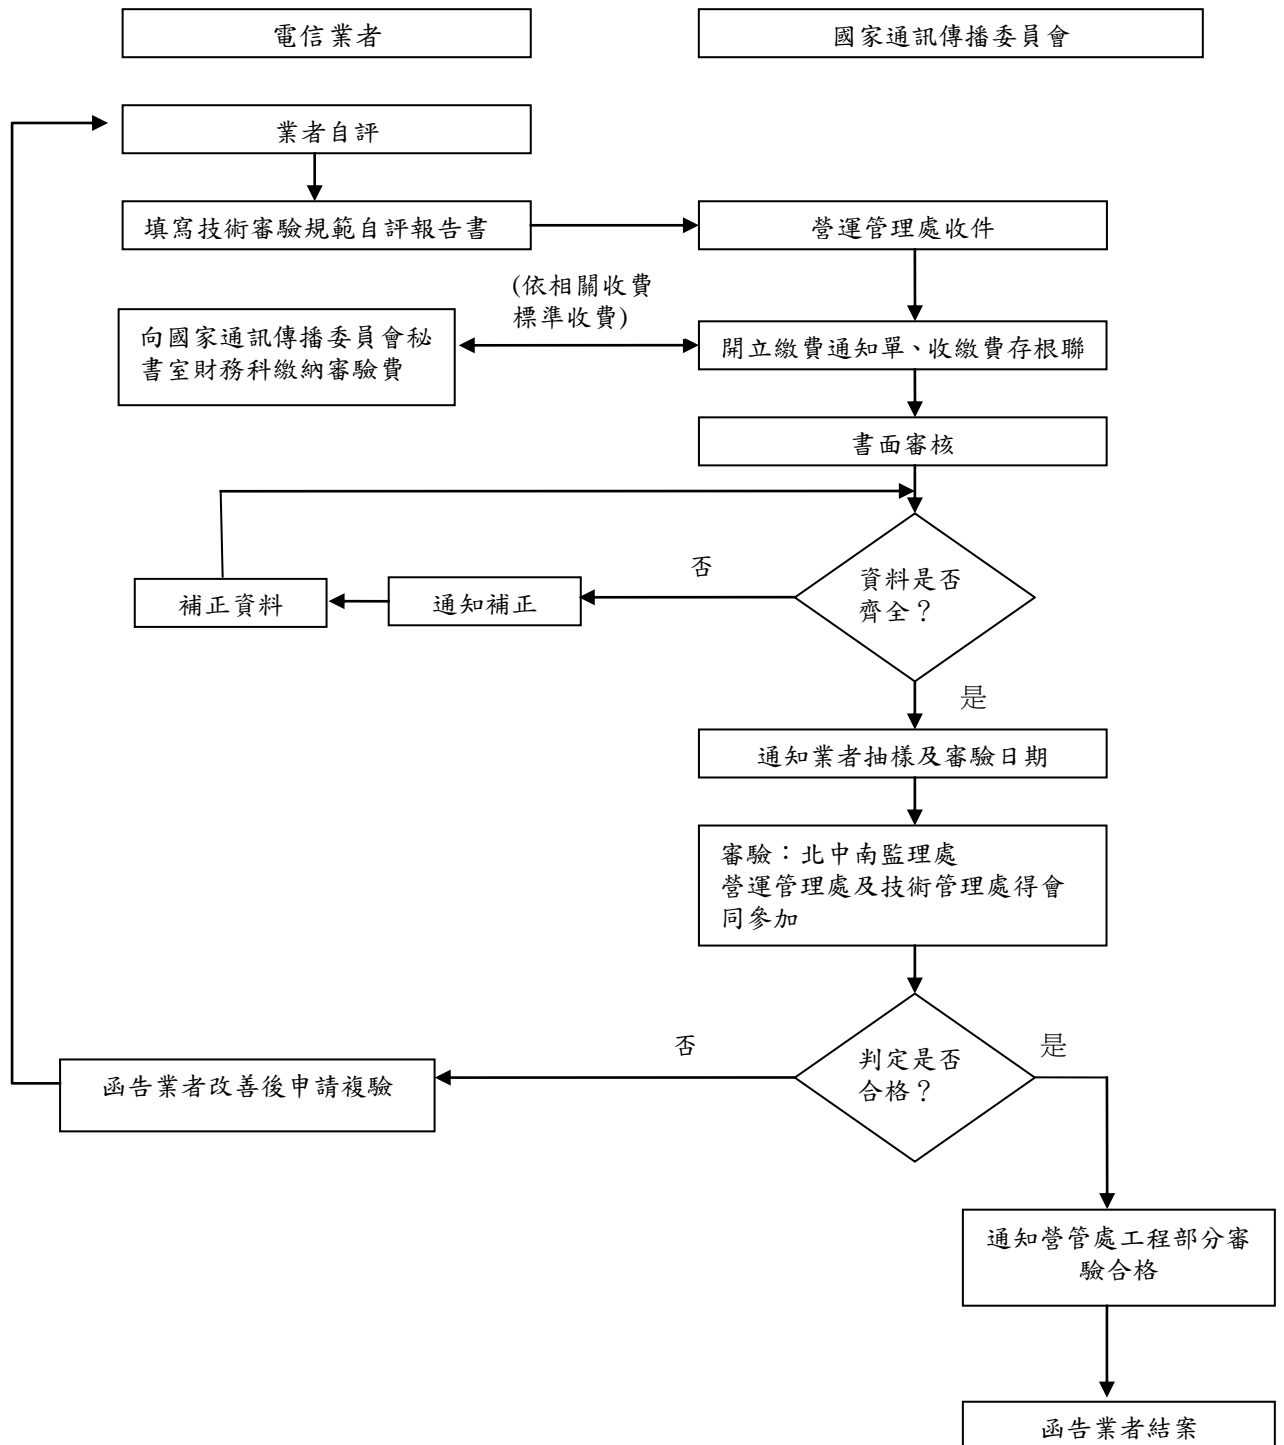 電信業者
國家通訊傳播委員會
業者自評
填寫技術審驗規範自評報告書
營運管理處收件
(依相關收費
標準收費)
向國家通訊傳播委員會秘
書室財務科繳納審驗費
開立繳費通知單、收繳費存根聯
書面審核
否
資料是否
齊全？
補正資料
通知補正
是
通知業者抽樣及審驗日期
審驗：北中南監理處
營運管理處及技術管理處得會
同參加
否
判定是否
合格？
是
函告業者改善後申請複驗
通知營管處工程部分審
驗合格
函告業者結案